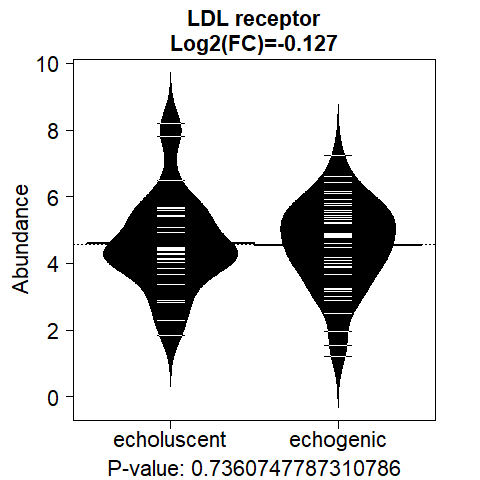 LDL receptor
Log2(FC)=-0.127
Abundance
10
8
6
4
2
0
echoluscent echogenic
P-value: 0.7360747787310786